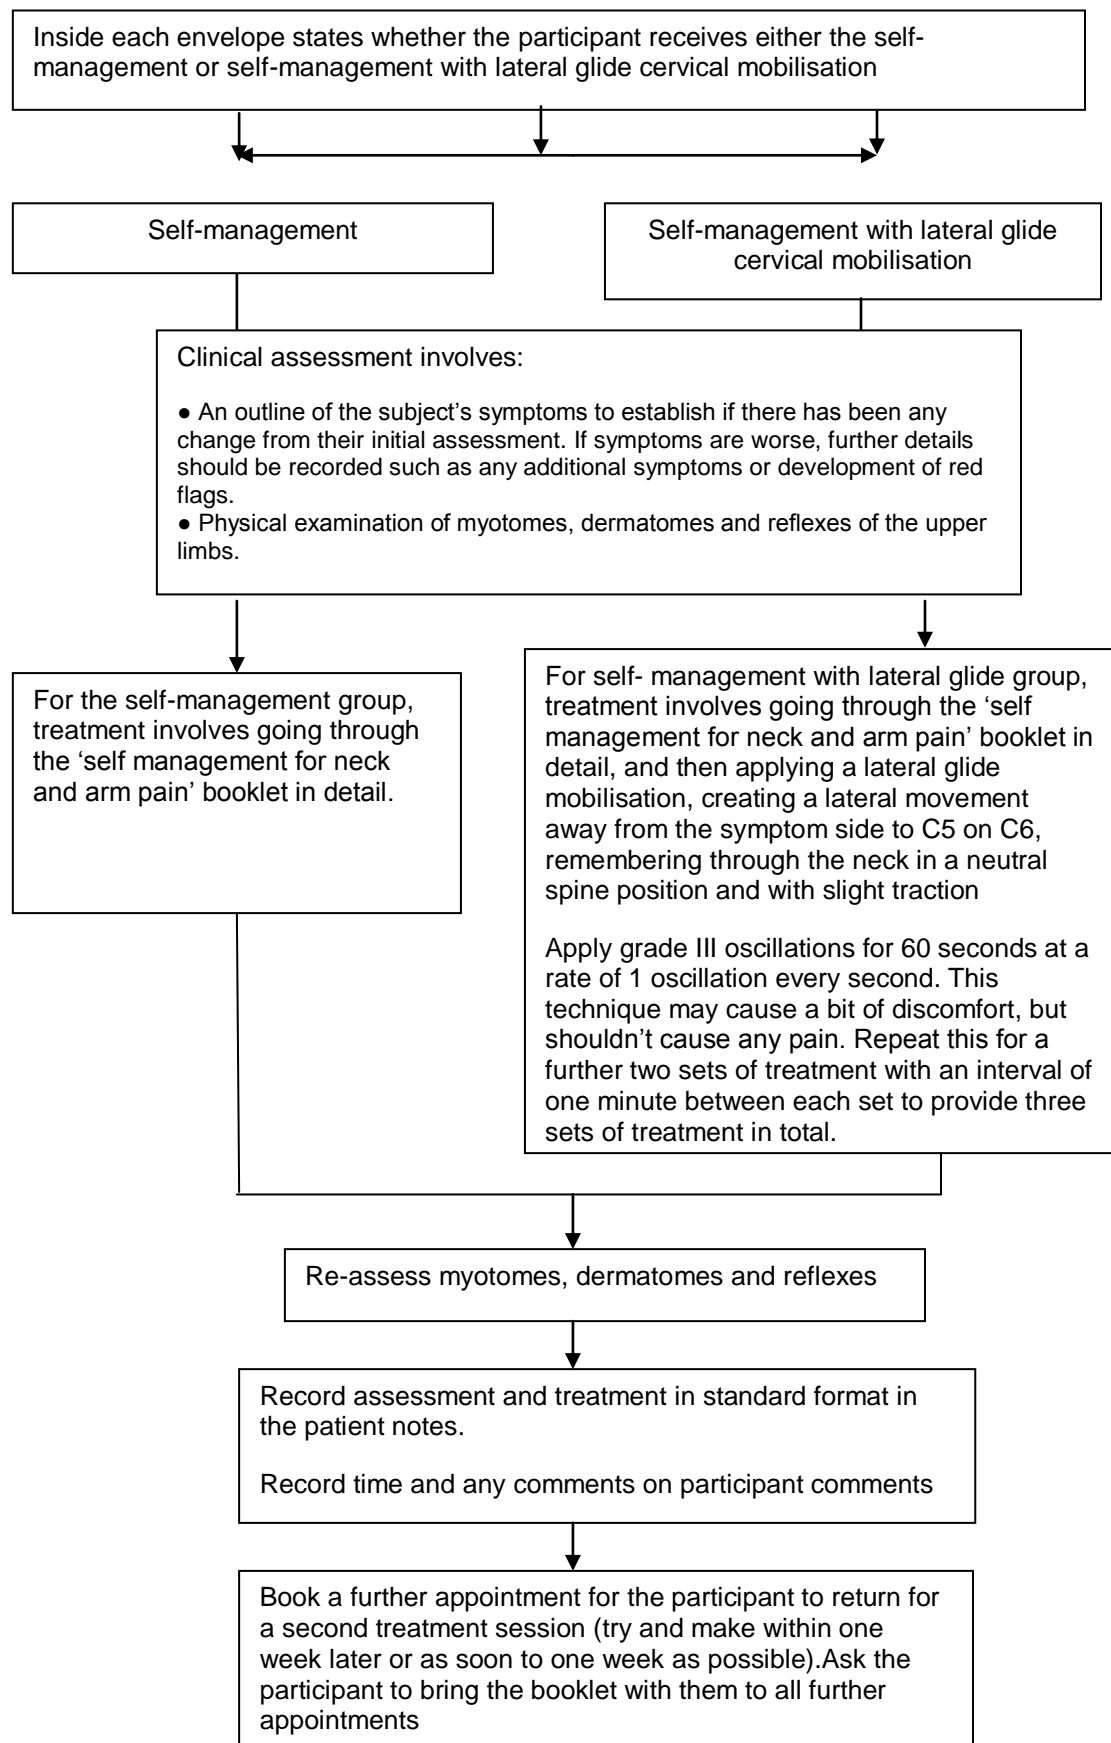 Inside each envelope states whether the participant receives either the self-
management or self-management with lateral glide cervical mobilisation
Self-management
Self-management with lateral glide
cervical mobilisation
Clinical assessment involves:
● An outline of the subject’s symptoms to establish if there has been any
change from their initial assessment. If symptoms are worse, further details
should be recorded such as any additional symptoms or development of red
flags.
● Physical examination of myotomes, dermatomes and reflexes of the upper
limbs.
For the self-management group,
treatment involves going through
the ‘self management for neck
and arm pain’ booklet in detail.
For self- management with lateral glide group,
treatment involves going through the ‘self
management for neck and arm pain’ booklet in
detail, and then applying a lateral glide
mobilisation, creating a lateral movement
away from the symptom side to C5 on C6,
remembering through the neck in a neutral
spine position and with slight traction
Apply grade III oscillations for 60 seconds at a
rate of 1 oscillation every second. This
technique may cause a bit of discomfort, but
shouldn’t cause any pain. Repeat this for a
further two sets of treatment with an interval of
one minute between each set to provide three
sets of treatment in total.
Re-assess myotomes, dermatomes and reflexes
Record assessment and treatment in standard format in
the patient notes.
Record time and any comments on participant comments
Book a further appointment for the participant to return for
a second treatment session (try and make within one
week later or as soon to one week as possible).Ask the
participant to bring the booklet with them to all further
appointments